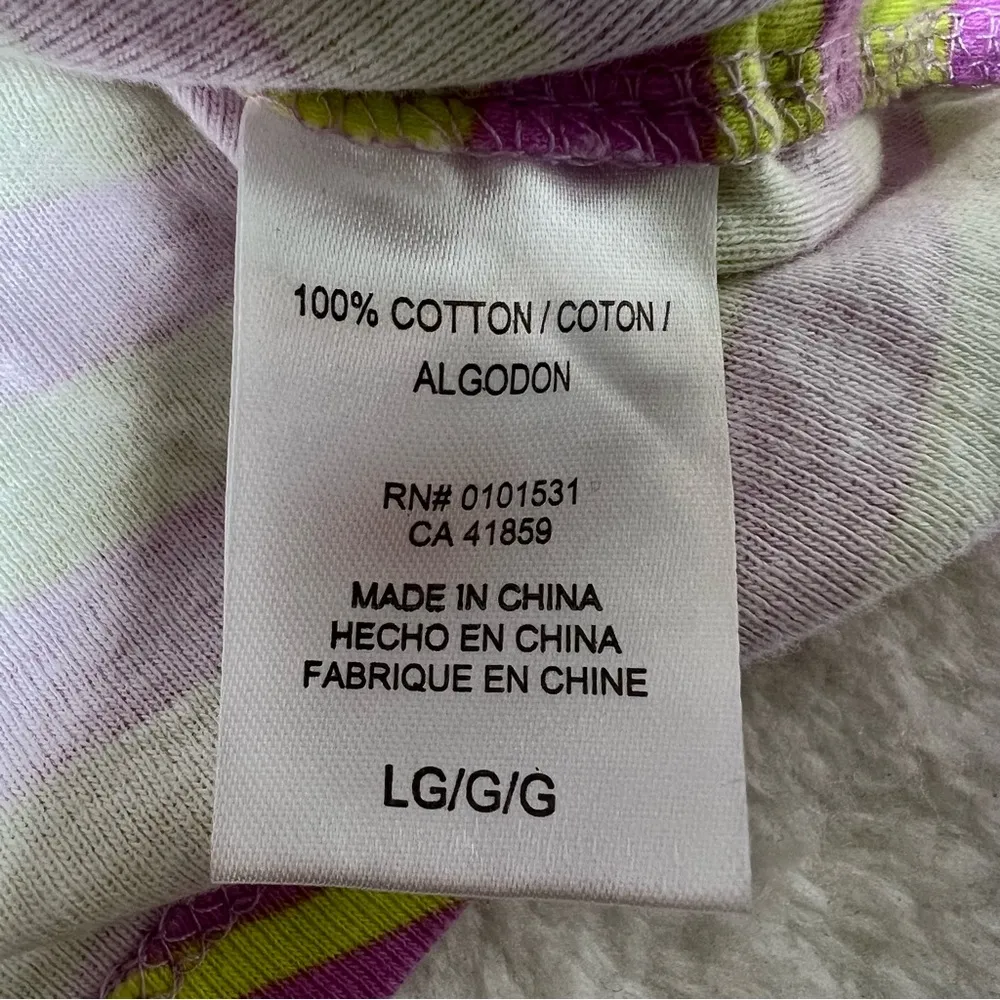 100% COTTON / COTON /
ALGODON
RN# 0101531
CA 41859
MADE IN CHINA
HECHO EN CHINA
FABRIQUE EN CHINE
LG/G/G